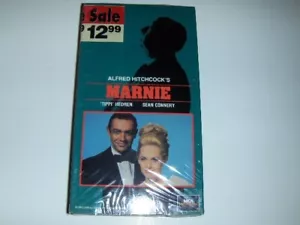 Sale
12.99
ALFRED HITCHCOCK'S
MARNIE
'TIPPI' HEDREN SEAN CONNERY